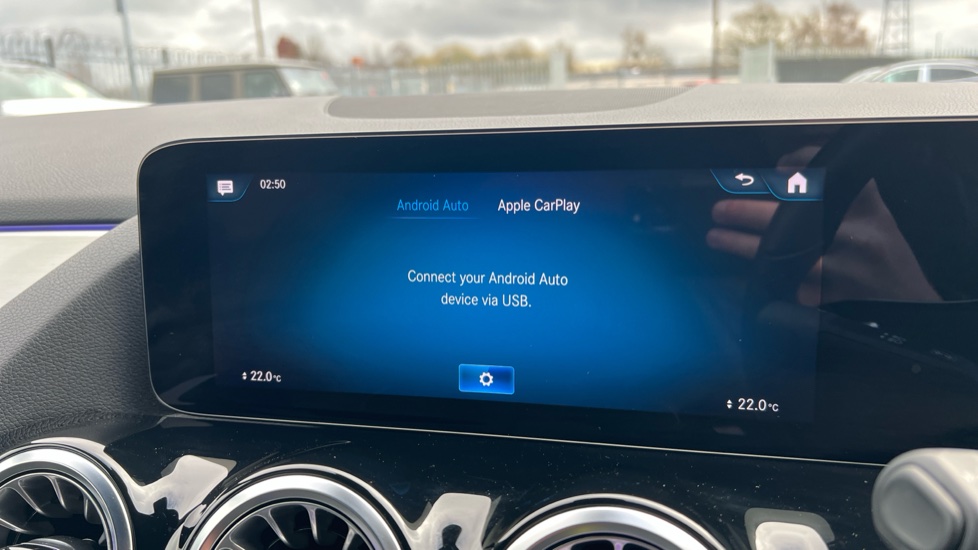 02:50
Android Auto Apple CarPlay
Connect your Android Auto
device via USB.
22.0°C
22.0°C